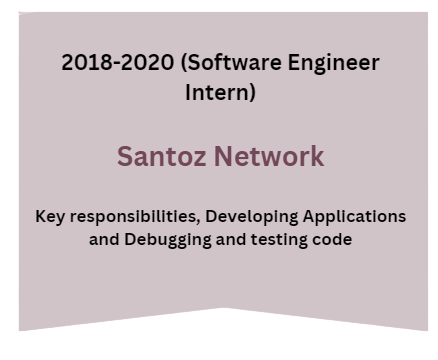 2018-2020 (Software Engineer
Intern)
Santoz Network
Key responsibilities, Developing Applications
and Debugging and testing code